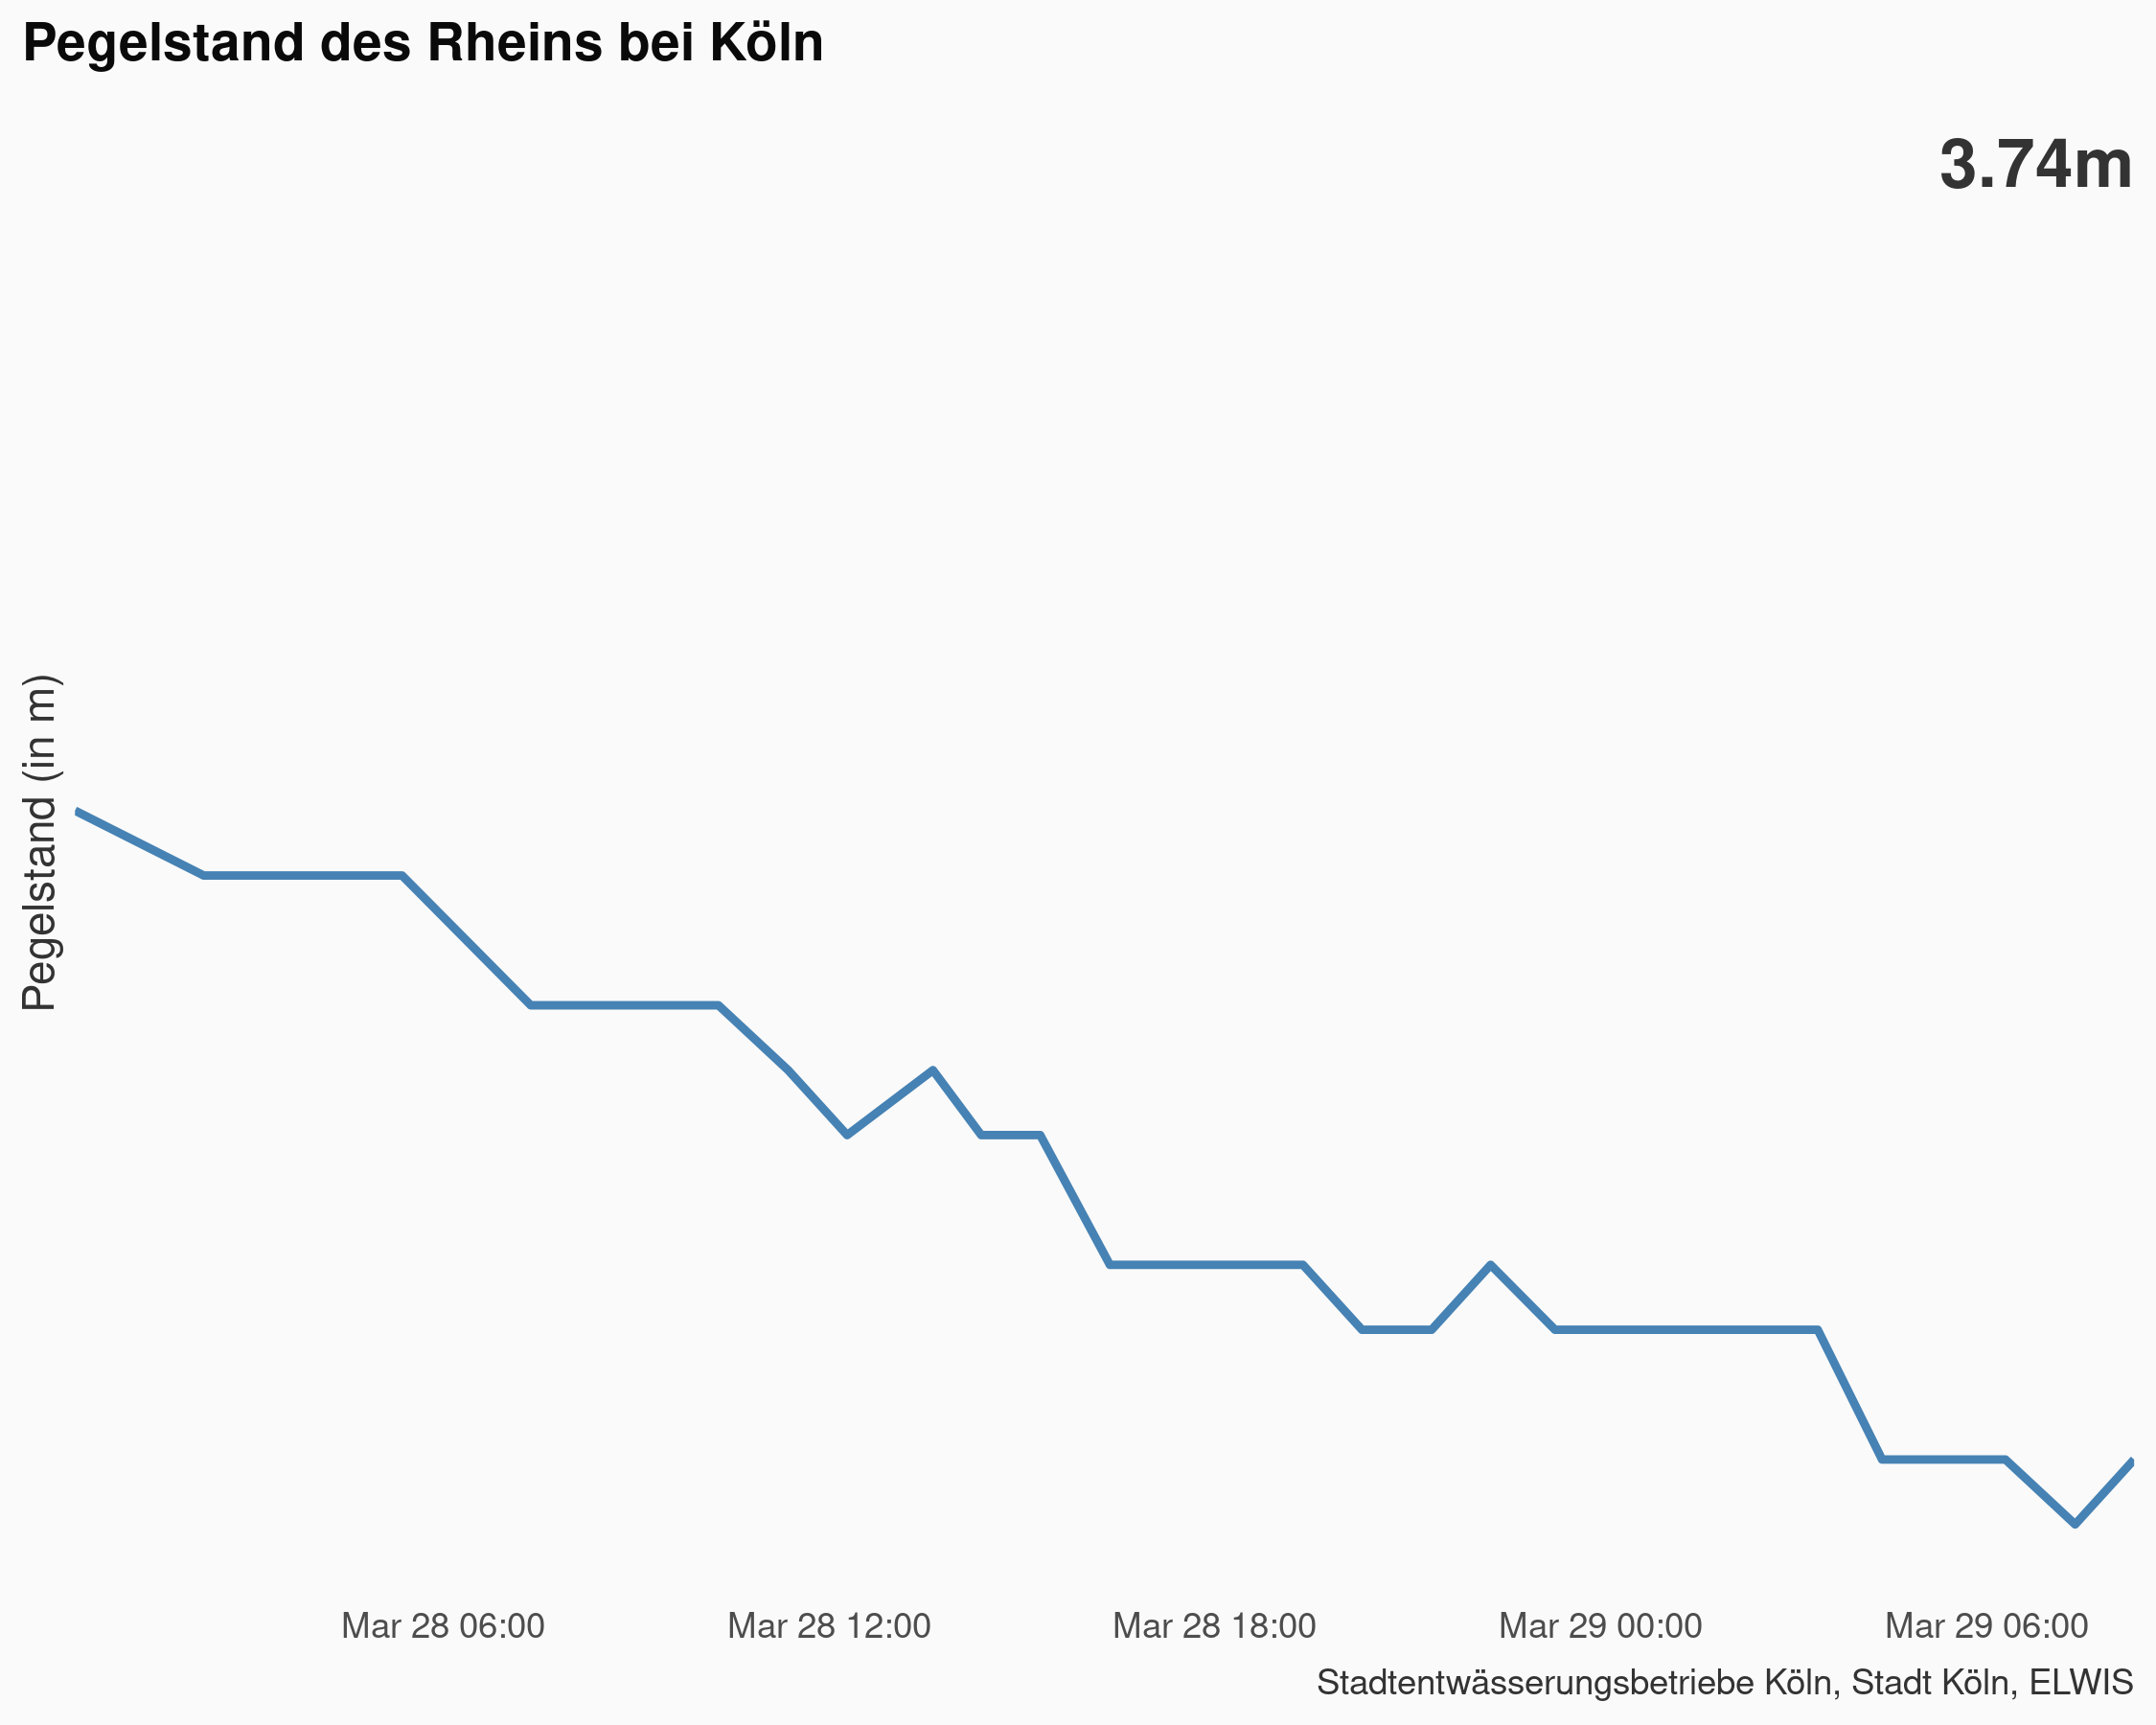 Pegelstand des Rheins bei Köln
3.74m
Pegelstand (in m)
Mar 28 06:00
Mar 28 12:00
Mar 28 18:00
Mar 29 00:00
Mar 29 06:00
Stadtentwässerungsbetriebe Köln, Stadt Köln, ELWIS